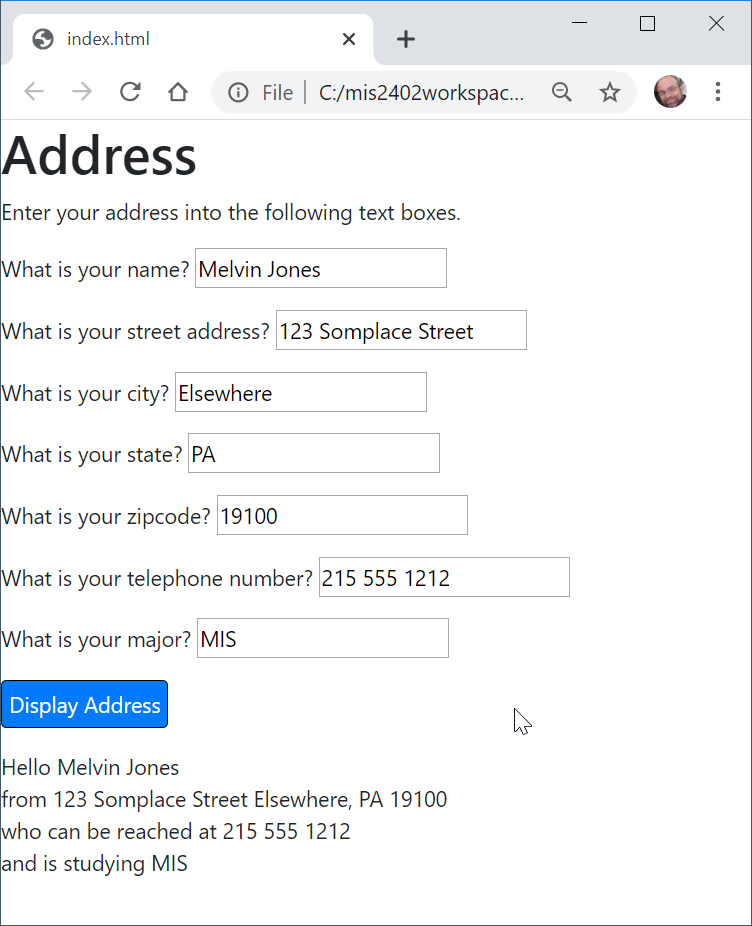 index.html
File | C:/mis2402workspac...
Address
Enter your address into the following text boxes.
What is your name? Melvin Jones
What is your street address? 123 Somplace Street
What is your city? Elsewhere
What is your state? PA
What is your zipcode? 19100
What is your telephone number? 215 555 1212
What is your major? MIS
Display Address
Hello Melvin Jones
from 123 Somplace Street Elsewhere, PA 19100
who can be reached at 215 555 1212
and is studying MIS